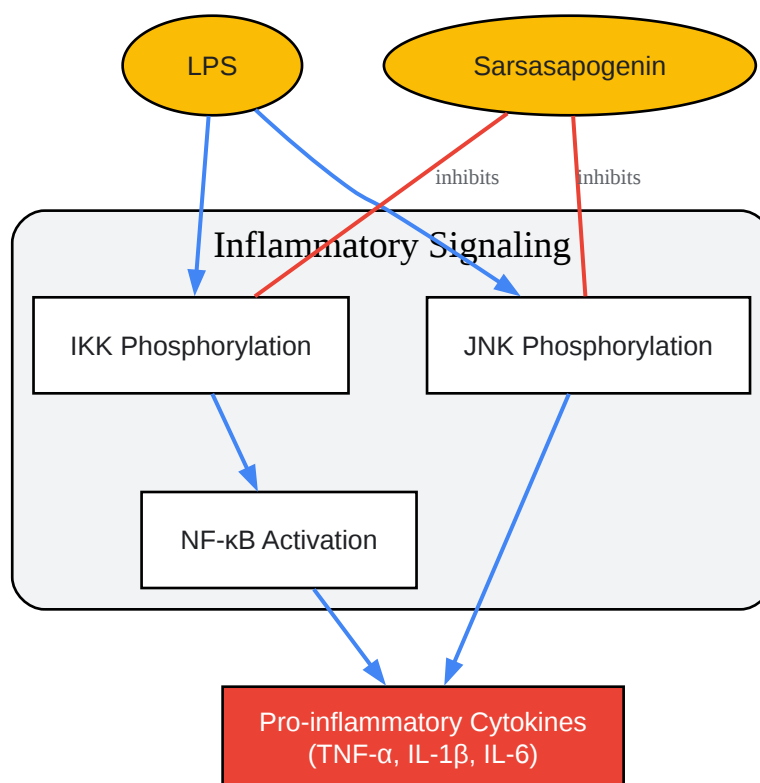 LPS
Sarsasapogenin
inhibits
inhibits
Inflammatory Signaling
IKK Phosphorylation
JNK Phosphorylation
NF-κB Activation
Pro-inflammatory Cytokines
(TNF-α, IL-1β, IL-6)